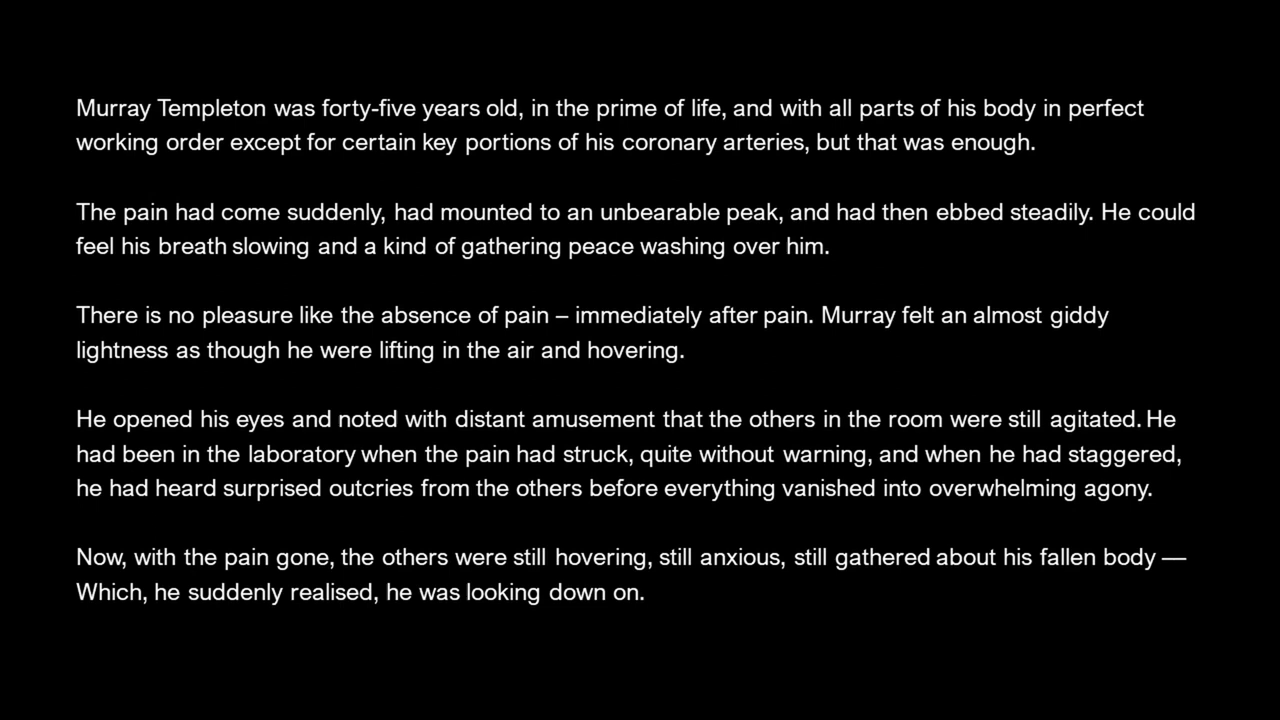 Murray Templeton was forty-five years old, in the prime of life, and with all parts of his body in perfect
working order except for certain key portions of his coronary arteries, but that was enough.
The pain had come suddenly, had mounted to an unbearable peak, and had then ebbed steadily. He could
feel his breath slowing and a kind of gathering peace washing over him.
There is no pleasure like the absence of pain – immediately after pain. Murray felt an almost giddy
lightness as though he were lifting in the air and hovering.
He opened his eyes and noted with distant amusement that the others in the room were still agitated. He
had been in the laboratory when the pain had struck, quite without warning, and when he had staggered,
he had heard surprised outcries from the others before everything vanished into overwhelming agony.
Now, with the pain gone, the others were still hovering, still anxious, still gathered about his fallen body —
Which, he suddenly realised, he was looking down on.